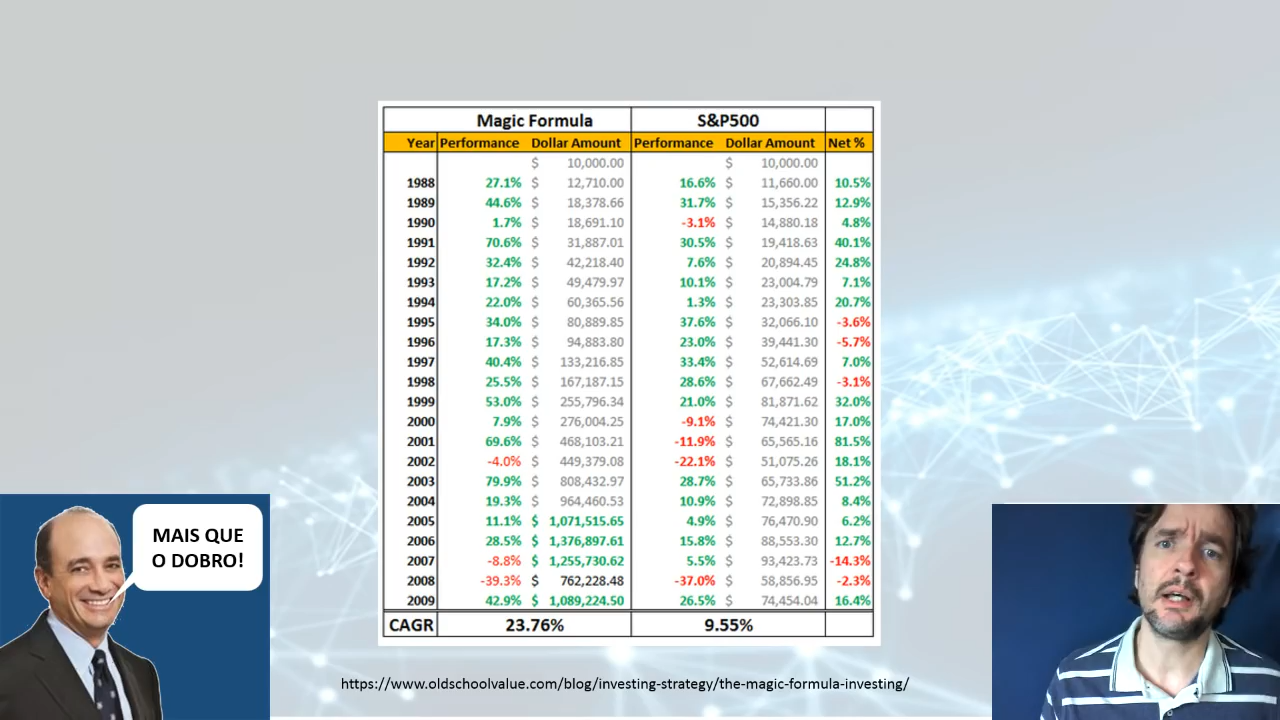 Magic Formula S&P500
Year Performance Dollar Amount Performance Dollar Amount Net %
$ 10,000.00 $ 10,000.00
1988 27.1% $ 12,710.00 16.6% $ 11,660.00 10.5%
1989 44.6% $ 18,378.66 31.7% $ 15,356.22 12.9%
1990 1.7% $ 18,691.10 -3.1% $ 14,880.18 4.8%
1991 70.6% $ 31,887.01 30.5% $ 19,418.63 40.1%
1992 32.4% $ 42,218.40 7.6% $ 20,894.45 24.8%
1993 17.2% $ 49,479.97 10.1% $ 23,004.79 7.1%
1994 22.0% $ 60,365.56 1.3% $ 23,303.85 20.7%
1995 34.0% $ 80,889.85 37.6% $ 32,066.10 -3.6%
1996 17.3% $ 94,883.80 23.0% $ 39,441.30 -5.7%
1997 40.4% $ 133,216.85 33.4% $ 52,614.69 7.0%
1998 25.5% $ 167,187.15 28.6% $ 67,662.49 -3.1%
1999 53.0% $ 255,796.34 21.0% $ 81,871.62 32.0%
2000 7.9% $ 276,004.25 -9.1% $ 74,421.30 17.0%
2001 69.6% $ 468,103.21 -11.9% $ 65,565.16 81.5%
2002 -4.0% $ 449,379.08 -22.1% $ 51,075.26 18.1%
2003 79.9% $ 808,432.97 28.7% $ 65,733.86 51.2%
2004 19.3% $ 964,460.53 10.9% $ 72,898.85 8.4%
2005 11.1% $ 1,071,515.65 4.9% $ 76,470.90 6.2%
2006 28.5% $ 1,376,897.61 15.8% $ 88,553.30 12.7%
2007 -8.8% $ 1,255,730.62 5.5% $ 93,423.73 -14.3%
2008 -39.3% $ 762,228.48 -37.0% $ 58,856.95 -2.3%
2009 42.9% $ 1,089,224.50 26.5% $ 74,454.04 16.4%
CAGR 23.76% 9.55%
MAIS QUE
O DOBRO!
https://www.oldschoolvalue.com/blog/investing-strategy/the-magic-formula-investing/